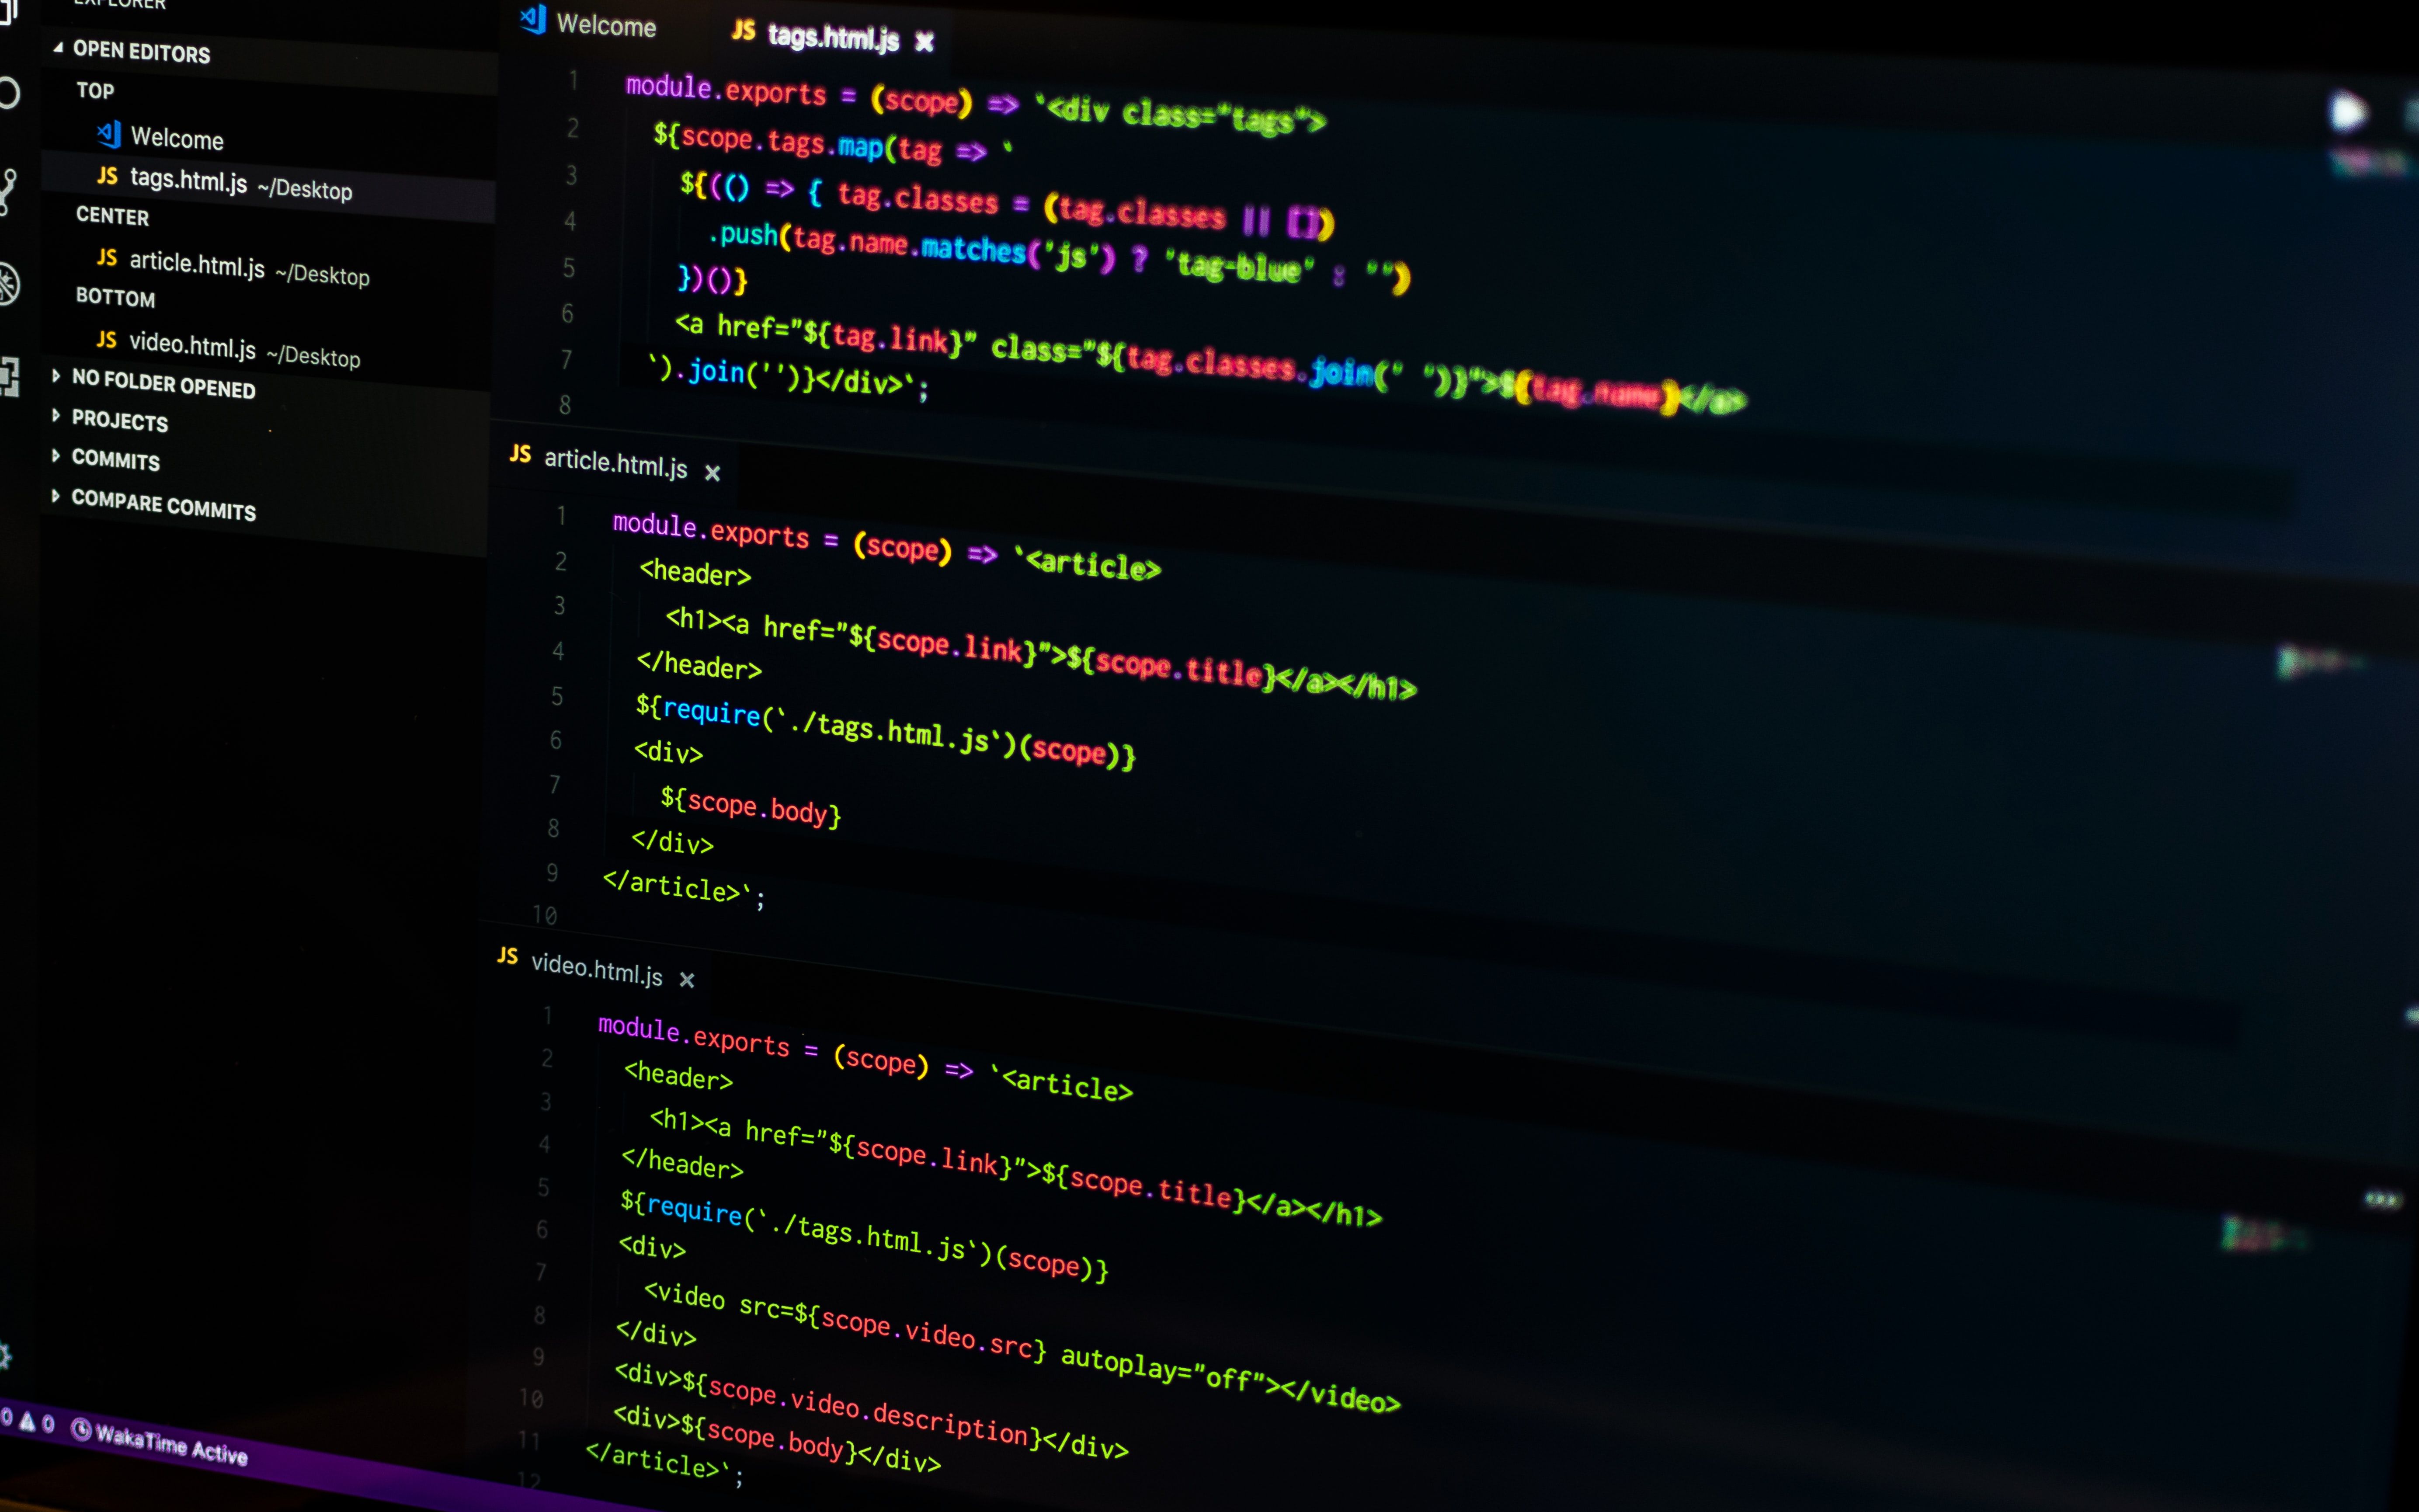 EXPLORER
OPEN EDITORS
TOP
Welcome
JS tags.html.js ~/Desktop
CENTER
JS article.html.js ~/Desktop
BOTTOM
JS video.html.js ~/Desktop
NO FOLDER OPENED
PROJECTS
COMMITS
COMPARE COMMITS
0 0 WakaTime Active
Welcome JS tags.html.js
1 module.exports = (scope) => `<div class="tags">
2 ${scope.tags.map(tag => `
3 ${(() => { tag.classes = (tag.classes || [])
4 .push(tag.name.matches('js') ? 'tag-blue' : '')
5 })()}
6 <a href="${tag.link}" class="${tag.classes.join(' ')}">${tag.name}</a>
7 `).join('')}</div>`;
8
JS article.html.js
1 module.exports = (scope) => `<article>
2 <header>
3 <h1><a href="${scope.link}">${scope.title}</a></h1>
4 </header>
5 ${require(`./tags.html.js`)(scope)}
6 <div>
7 ${scope.body}
8 </div>
9 </article>`;
10
JS video.html.js
1 module.exports = (scope) => `<article>
2 <header>
3 <h1><a href="${scope.link}">${scope.title}</a></h1>
4 </header>
5 ${require(`./tags.html.js`)(scope)}
6 <div>
7 <video src=${scope.video.src} autoplay="off"></video>
8 </div>
9 <div>${scope.video.description}</div>
10 <div>${scope.body}</div>
11 </article>`;
12